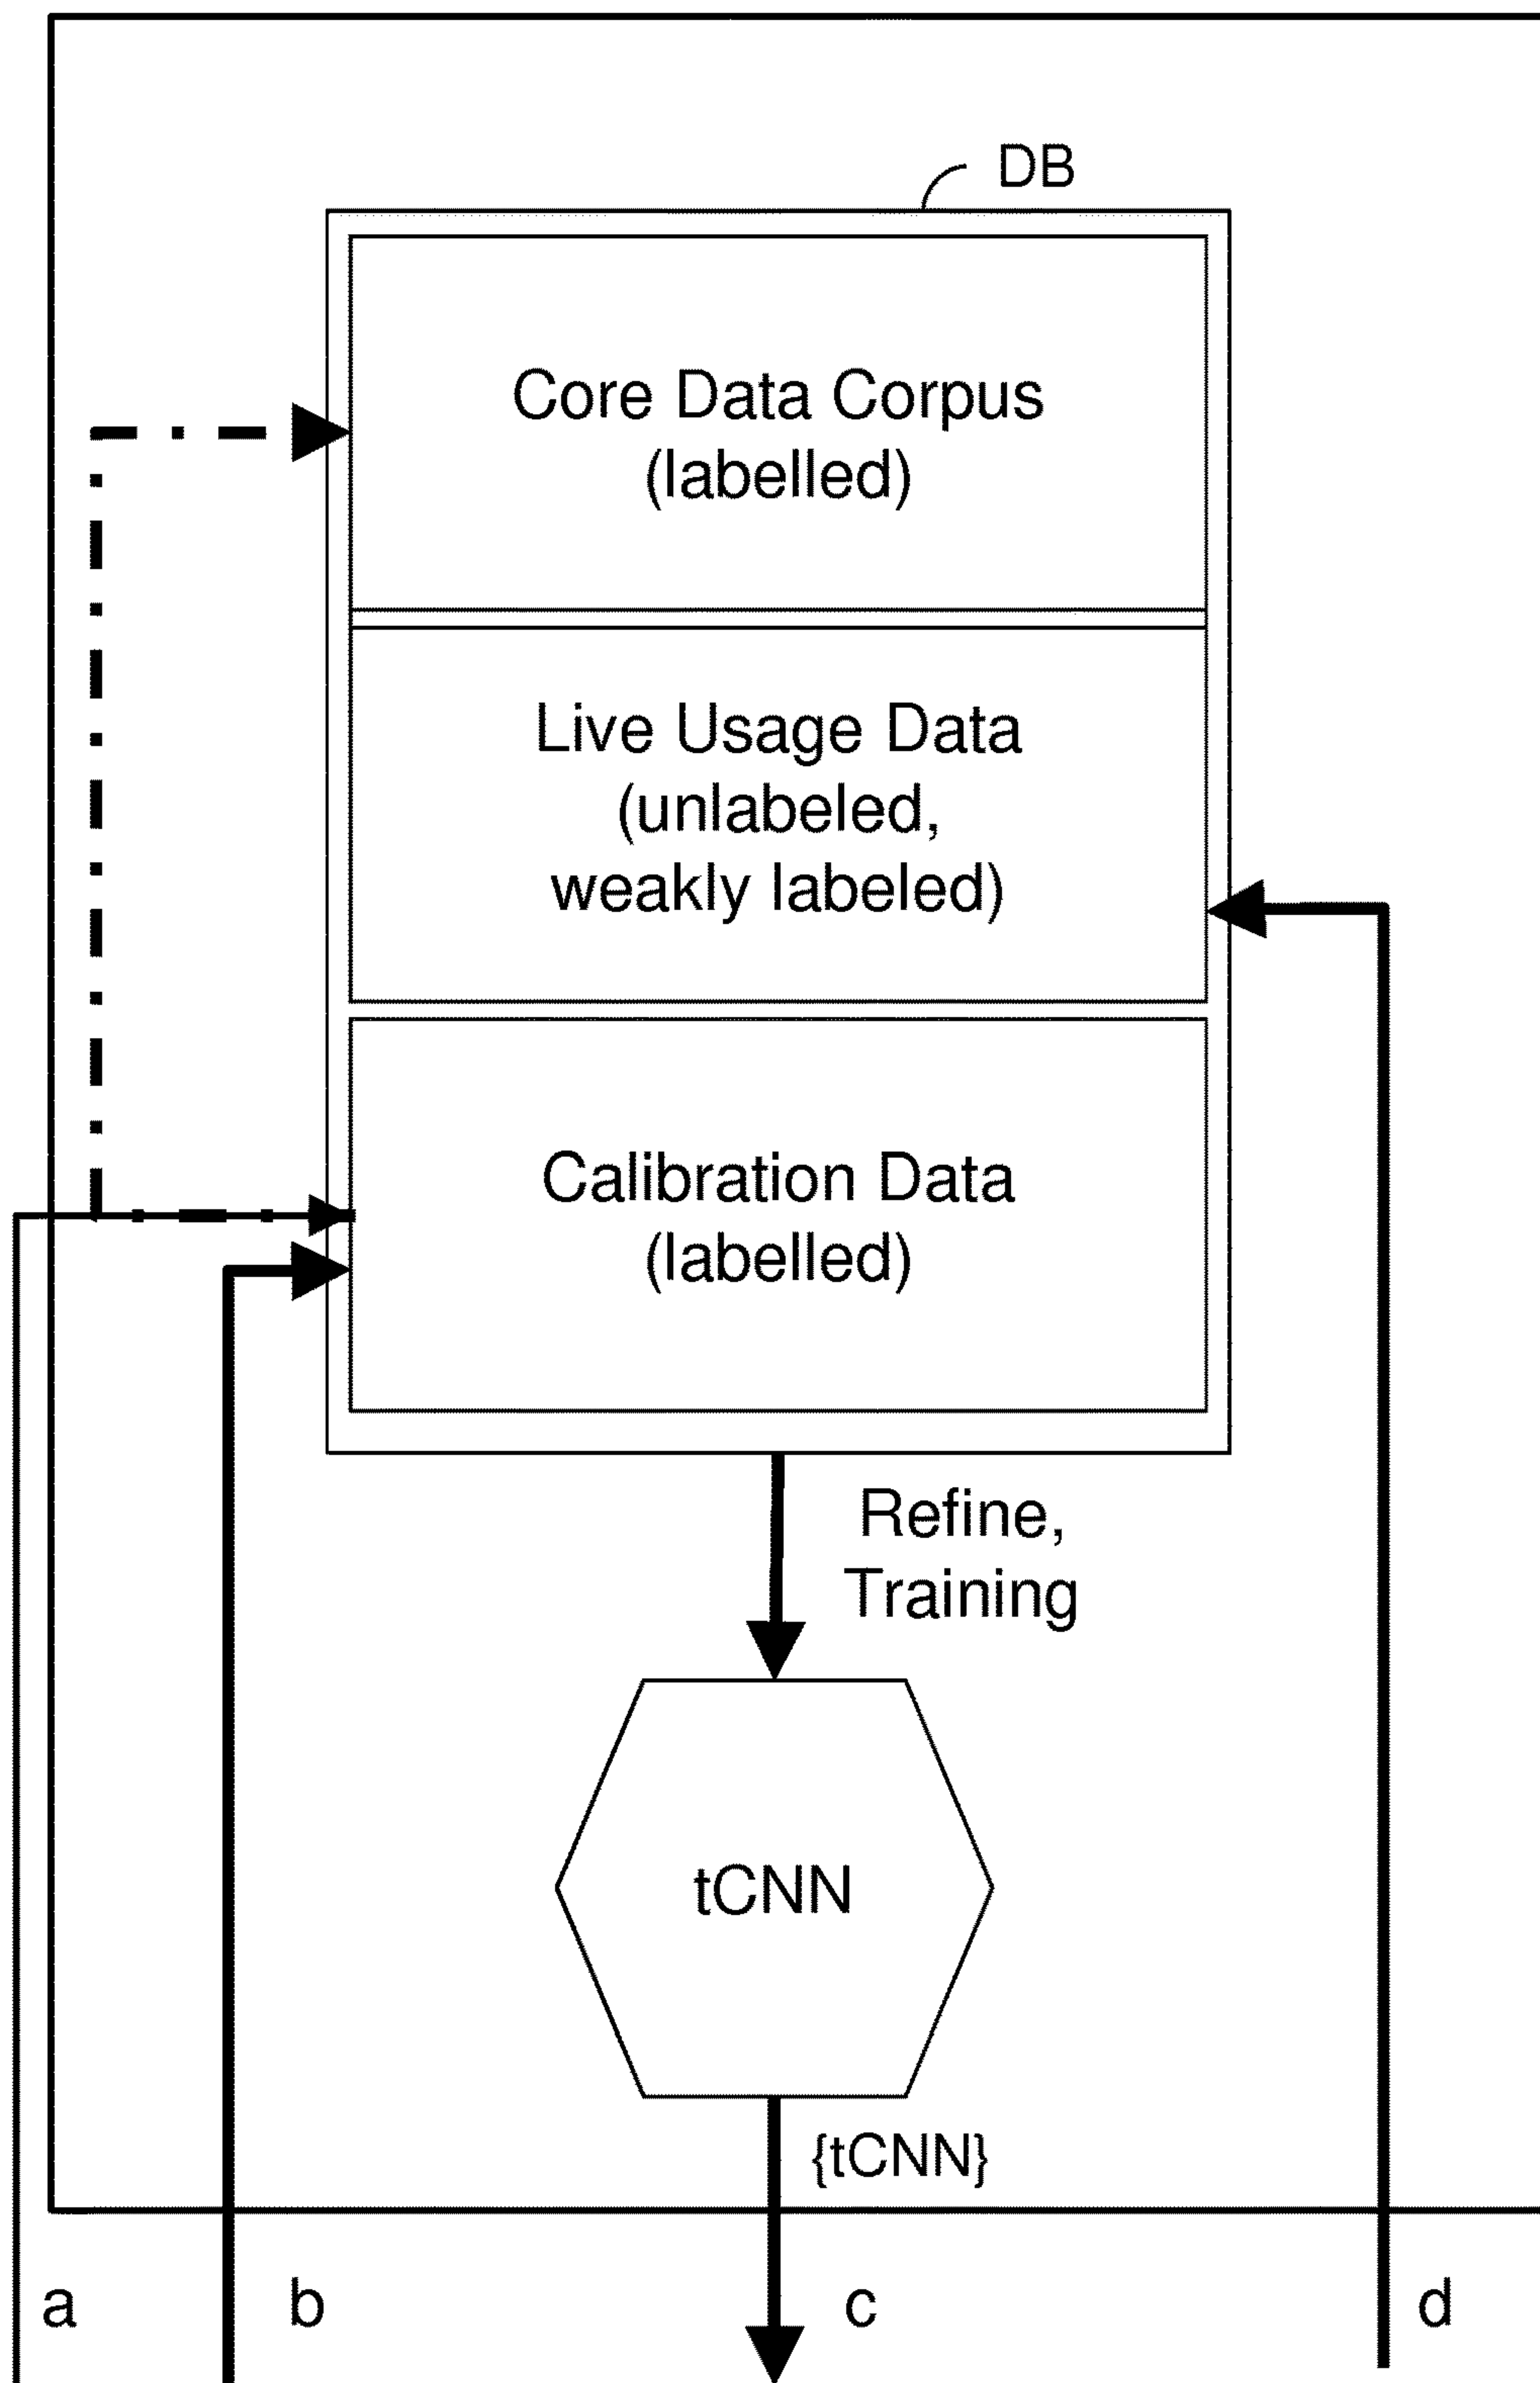 DB
Core Data Corpus
(labelled)
Live Usage Data
(unlabeled,
weakly labeled)
Calibration Data
(labelled)
Refine,
Training
tCNN
{tCNN}
a
b
c
d